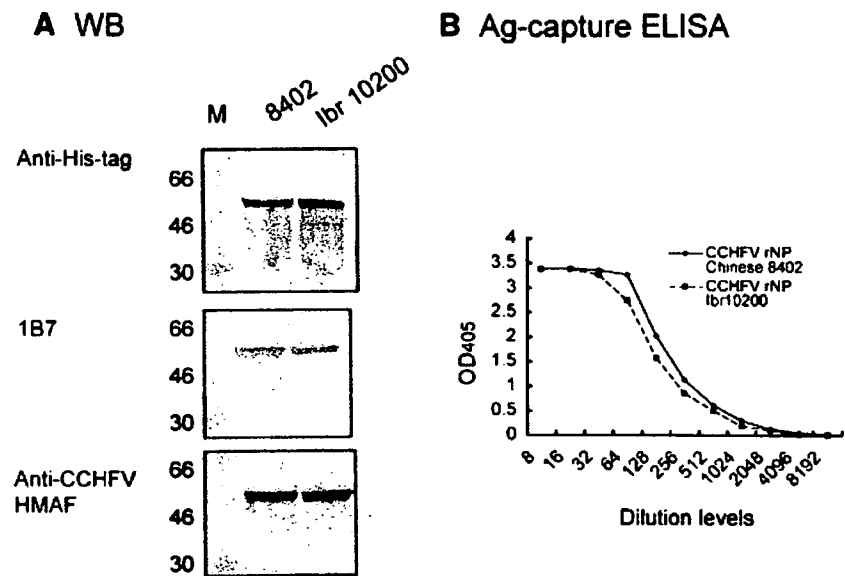 A WB
M 8402 Ibr 10200
Anti-His-tag
66
46
30
1B7
66
46
30
Anti-CCHFV
HMAF
66
46
30
B Ag-capture ELISA
4
3.5
3
2.5
2
1.5
1
0.5
0
OD405
CCHFV rNP
Chinese 8402
CCHFV rNP
Ibr10200
8 16 32 64 128 256 512 1024 2048 4096 8192
Dilution levels